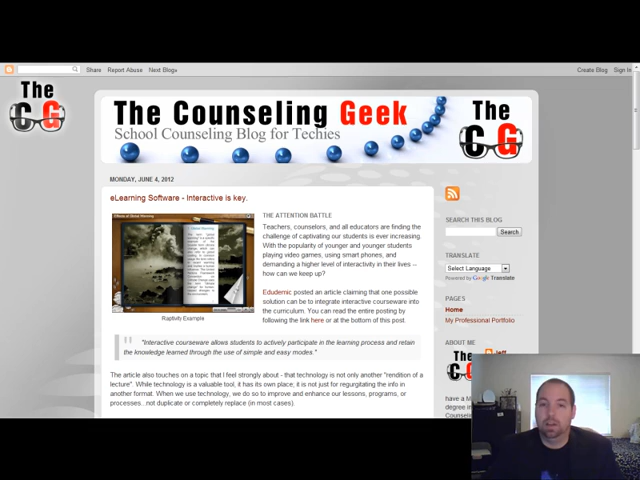 Share Report Abuse Next Blog» Create Blog Sign In
The
CG
The Counseling Geek
School Counseling Blog for Techies
The
CG
MONDAY, JUNE 4, 2012
eLearning Software - Interactive is key.
THE ATTENTION BATTLE
Teachers, counselors, and all educators are finding the
challenge of captivating our students is ever increasing.
With the popularity of younger and younger students
playing video games, using smart phones, and
demanding a higher level of interactivity in their lives --
how can we keep up?
Edudemic posted an article claiming that one possible
solution can be to integrate interactive courseware into
the curriculum. You can read the entire posting by
following the link here or at the bottom of this post.
Raptivity Example
"Interactive courseware allows students to actively participate in the learning process and retain
the knowledge learned through the use of simple and easy modes."
The article also touches on a topic that I feel strongly about - that technology is not only another "rendition of a
lecture". While technology is a valuable tool, it has its own place; it is not just for regurgitating the info in
another format. When we use technology, we do so to improve and enhance our lessons, programs, or
processes.. not duplicate or completely replace (in most cases).
SEARCH THIS BLOG
Search
TRANSLATE
Select Language
Powered by Google Translate
PAGES
Home
My Professional Portfolio
ABOUT ME
The
Jeff
have a M
degree in
Counseling